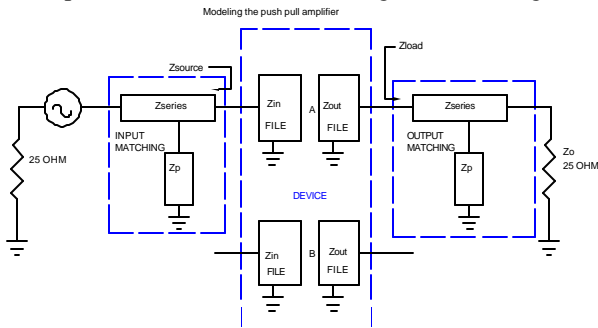 Modeling the push pull amplifier
Zsource
Zload
Zseries
Zin
FILE
A
Zout
FILE
Zseries
INPUT
MATCHING
OUTPUT
MATCHING
Zo
25 OHM
25 OHM
Zp
Zp
DEVICE
Zin
FILE
B
Zout
FILE